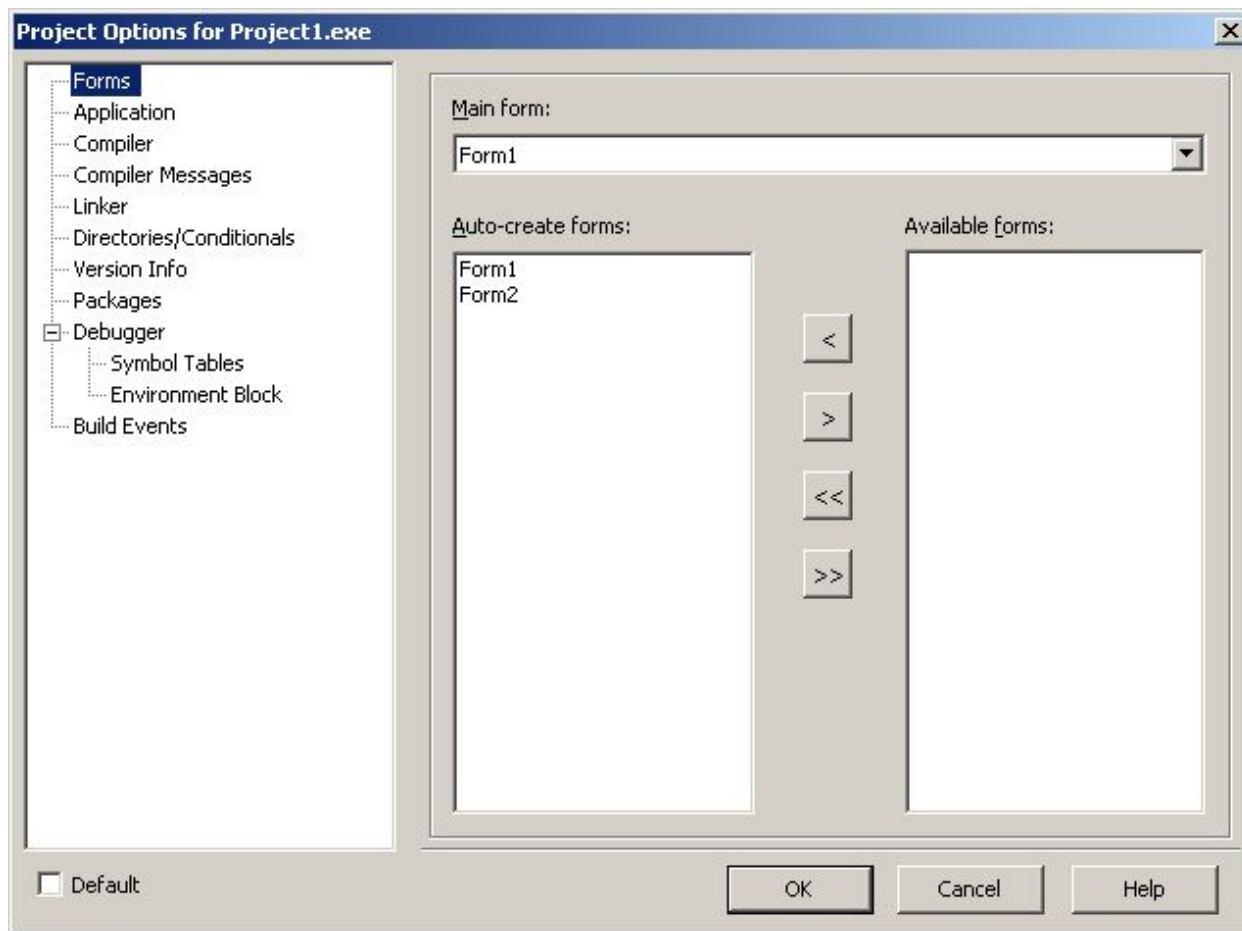 Project Options for Project1.exe
Forms
Application
Compiler
Compiler Messages
Linker
Directories/Conditionals
Version Info
Packages
Debugger
Symbol Tables
Environment Block
Build Events
Main form:
Form1
Auto-create forms:
Form1
Form2
<
>
<<
>>
Available forms:
Default
OK
Cancel
Help